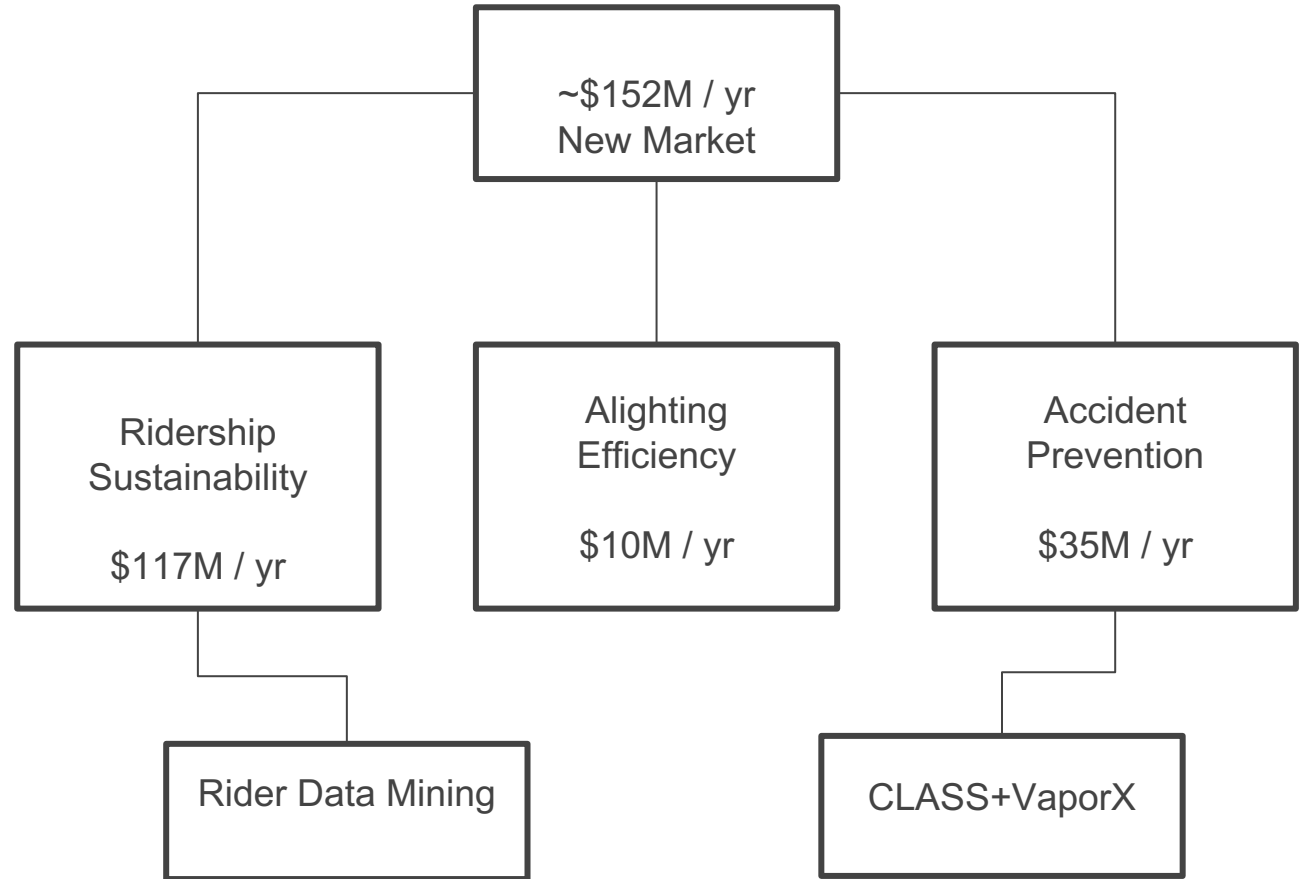 ~$152M / yr
New Market
Ridership
Sustainability
$117M / yr
Alighting
Efficiency
$10M / yr
Accident
Prevention
$35M / yr
Rider Data Mining
CLASS+VaporX